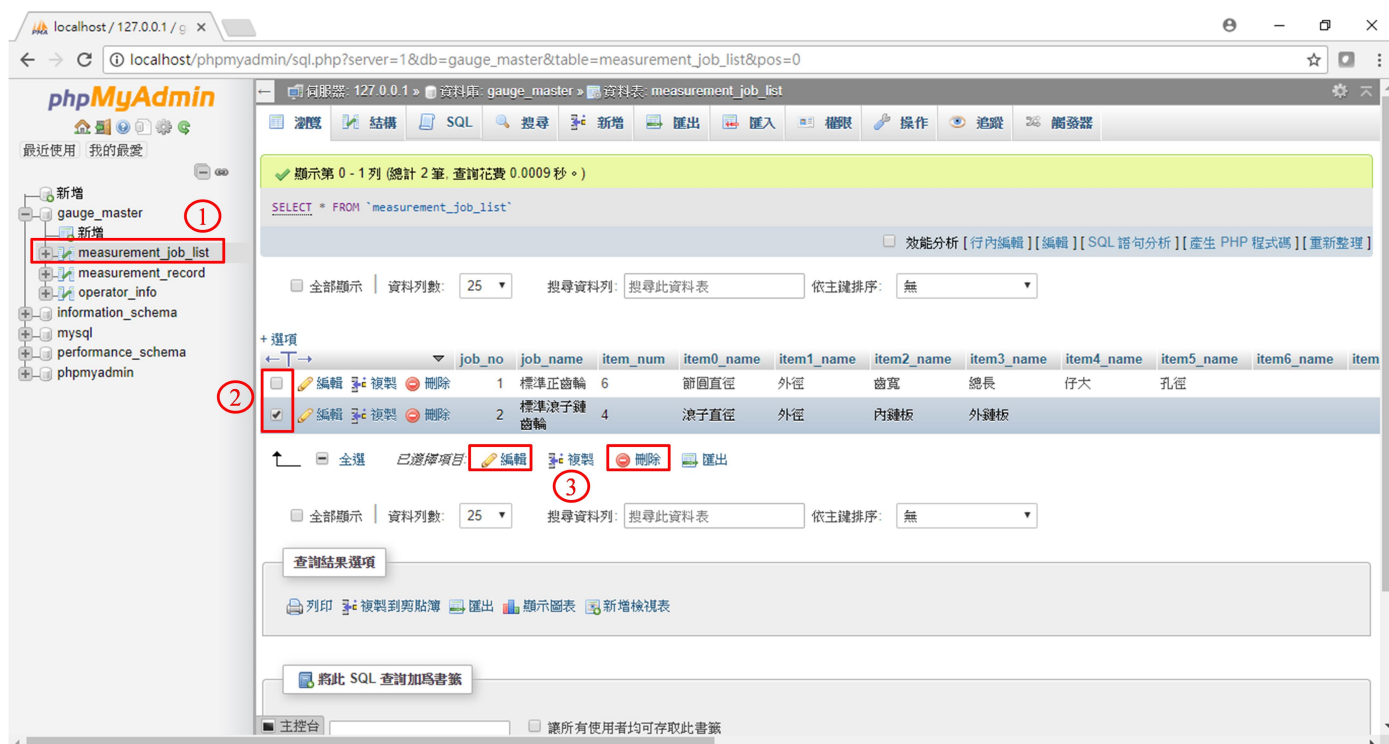 localhost / 127.0.0.1 / g
localhost/phpmyadmin/sql.php?server=1&db=gauge_master&table=measurement_job_list&pos=0
phpMyAdmin
最近使用 我的最愛
新增
gauge_master
新增
measurement_job_list
measurement_record
operator_info
information_schema
mysql
performance_schema
phpmyadmin
1
2
伺服器: 127.0.0.1 » 資料庫: gauge_master » 資料表: measurement_job_list
瀏覽 結構 SQL 搜尋 新增 匯出 匯入 權限 操作 追蹤 觸發器
顯示第 0 - 1 列 (總計 2 筆, 查詢花費 0.0009 秒。)
SELECT * FROM `measurement_job_list`
效能分析 [ 行內編輯 ] [ 編輯 ] [ SQL 語句分析 ] [ 產生 PHP 程式碼 ] [ 重新整理 ]
全部顯示 | 資料列數: 25 搜尋資料列: 搜尋此資料表 依主鍵排序: 無
+ 選項
←T→ job_no job_name item_num item0_name item1_name item2_name item3_name item4_name item5_name item6_name item
編輯 複製 刪除 1 標準正齒輪 6 節圓直徑 外徑 齒寬 總長 仔大 孔徑
編輯 複製 刪除 2 標準滾子鏈齒輪 4 滾子直徑 外徑 內鏈板 外鏈板
全選 已選擇項目: 編輯 複製 刪除 匯出
3
全部顯示 | 資料列數: 25 搜尋資料列: 搜尋此資料表 依主鍵排序: 無
查詢結果選項
列印 複製到剪貼簿 匯出 顯示圖表 新增檢視表
將此 SQL 查詢加為書籤
主控台 讓所有使用者均可存取此書籤